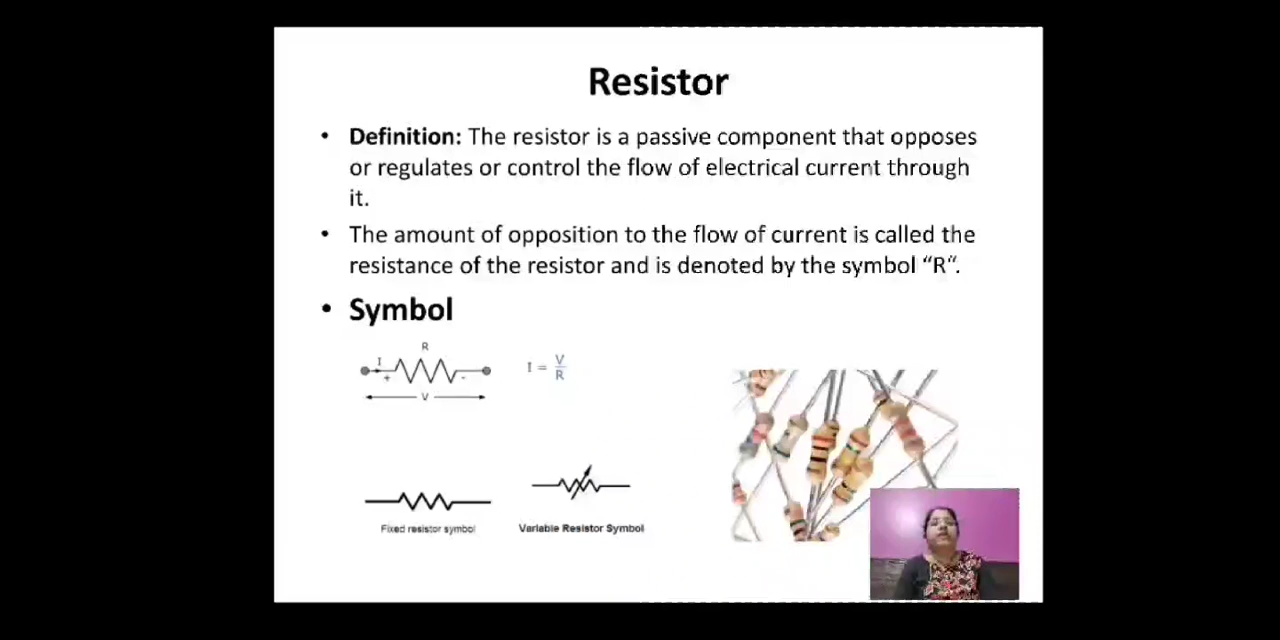 Resistor
• Definition: The resistor is a passive component that opposes
or regulates or control the flow of electrical current through
it.
• The amount of opposition to the flow of current is called the
resistance of the resistor and is denoted by the symbol “R“.
• Symbol
R
I
+ -
V
I = V/R
Fixed resistor symbol
Variable Resistor Symbol